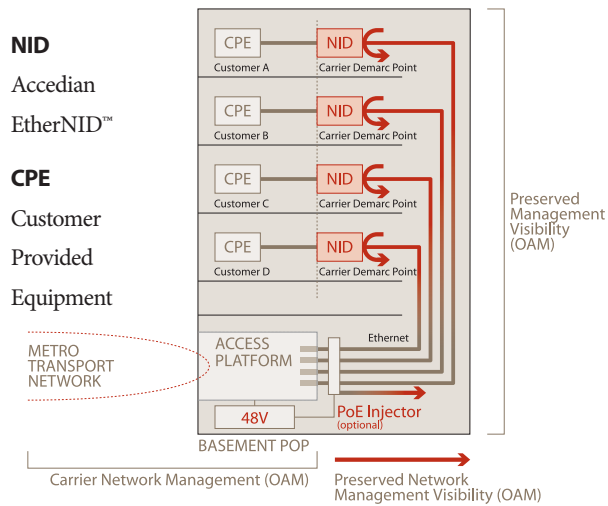 NID
Accedian
EtherNID™
CPE
Customer
Provided
Equipment
CPE
NID
Customer A
Carrier Demarc Point
CPE
NID
Customer B
Carrier Demarc Point
CPE
NID
Customer C
Carrier Demarc Point
CPE
NID
Customer D
Carrier Demarc Point
Preserved
Management
Visibility
(OAM)
METRO
TRANSPORT
NETWORK
ACCESS
PLATFORM
Ethernet
48V
PoE Injector
(optional)
BASEMENT POP
Carrier Network Management (OAM)
Preserved Network
Management Visibility (OAM)